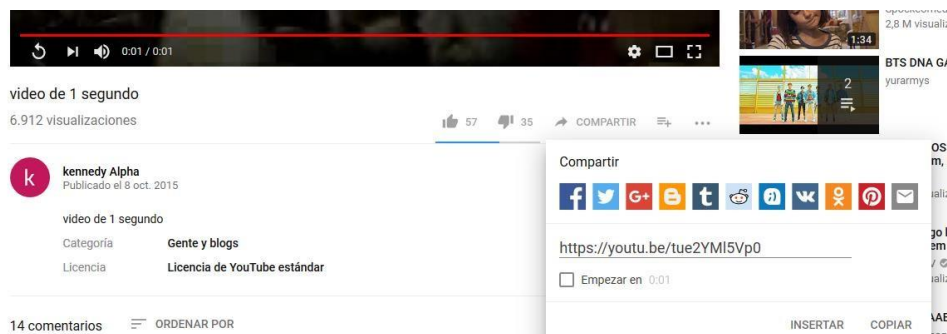 0:01 / 0:01
video de 1 segundo
6.912 visualizaciones
57
35
COMPARTIR
k
kennedy Alpha
Publicado el 8 oct. 2015
video de 1 segundo
Categoría Gente y blogs
Licencia Licencia de YouTube estándar
14 comentarios
ORDENAR POR
Compartir
f
G+
B
t
https://youtu.be/tue2YMl5Vp0
Empezar en 0:01
INSERTAR COPIAR
2,8 M
1:34
BTS DNA
yurarmys
2